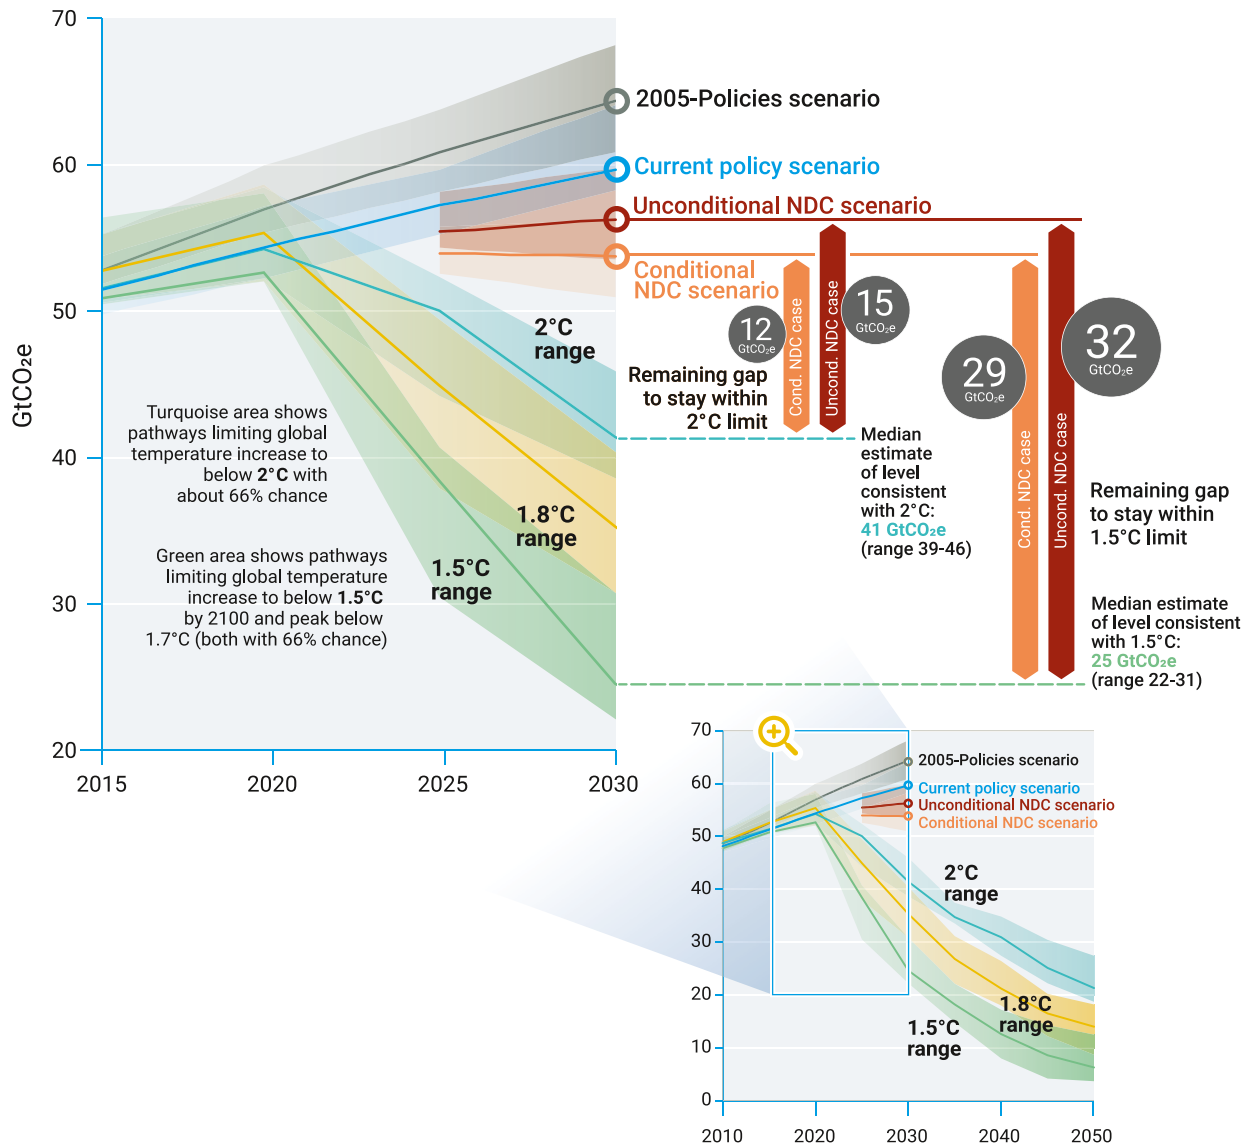 70
60
50
40
30
20
GtCO₂e
2015
2020
2025
2030
2005-Policies scenario
Current policy scenario
Unconditional NDC scenario
Conditional
NDC scenario
2°C
range
1.8°C
range
1.5°C
range
Turquoise area shows
pathways limiting global
temperature increase to
below 2°C with
about 66% chance
Green area shows pathways
limiting global temperature
increase to below 1.5°C
by 2100 and peak below
1.7°C (both with 66% chance)
12
GtCO₂e
Cond. NDC case
Uncond. NDC case
15
GtCO₂e
Remaining gap
to stay within
2°C limit
Median
estimate
of level
consistent
with 2°C:
41 GtCO₂e
(range 39-46)
29
GtCO₂e
Cond. NDC case
Uncond. NDC case
32
GtCO₂e
Remaining gap
to stay within
1.5°C limit
Median estimate
of level consistent
with 1.5°C:
25 GtCO₂e
(range 22-31)
70
60
50
40
30
20
10
0
2010
2020
2030
2040
2050
2005-Policies scenario
Current policy scenario
Unconditional NDC scenario
Conditional NDC scenario
2°C
range
1.8°C
range
1.5°C
range